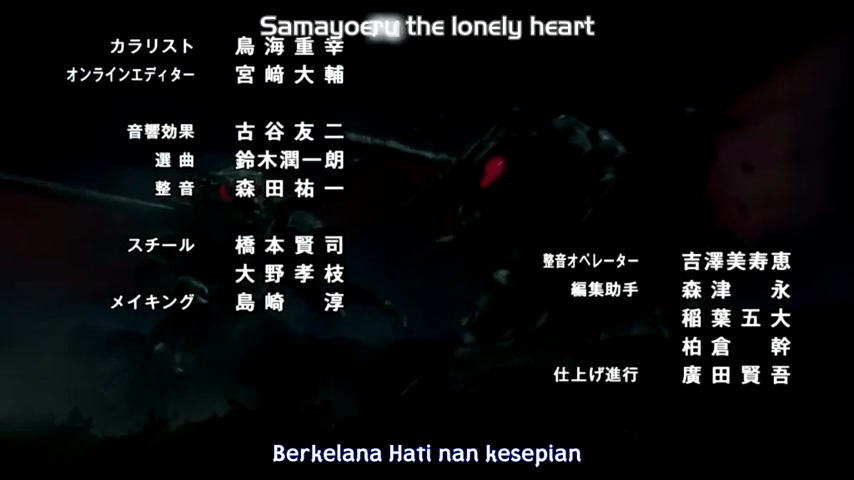 Samayoeru the lonely heart
カラリスト 鳥海重幸
オンラインエディター 宮﨑大輔
音響効果 古谷友二
選曲 鈴木潤一朗
整音 森田祐一
スチール 橋本賢司
大野孝枝
メイキング 島崎 淳
整音オペレーター 吉澤美寿恵
編集助手 森津 永
稲葉五大
柏倉 幹
仕上げ進行 廣田賢吾
Berkelana Hati nan kesepian